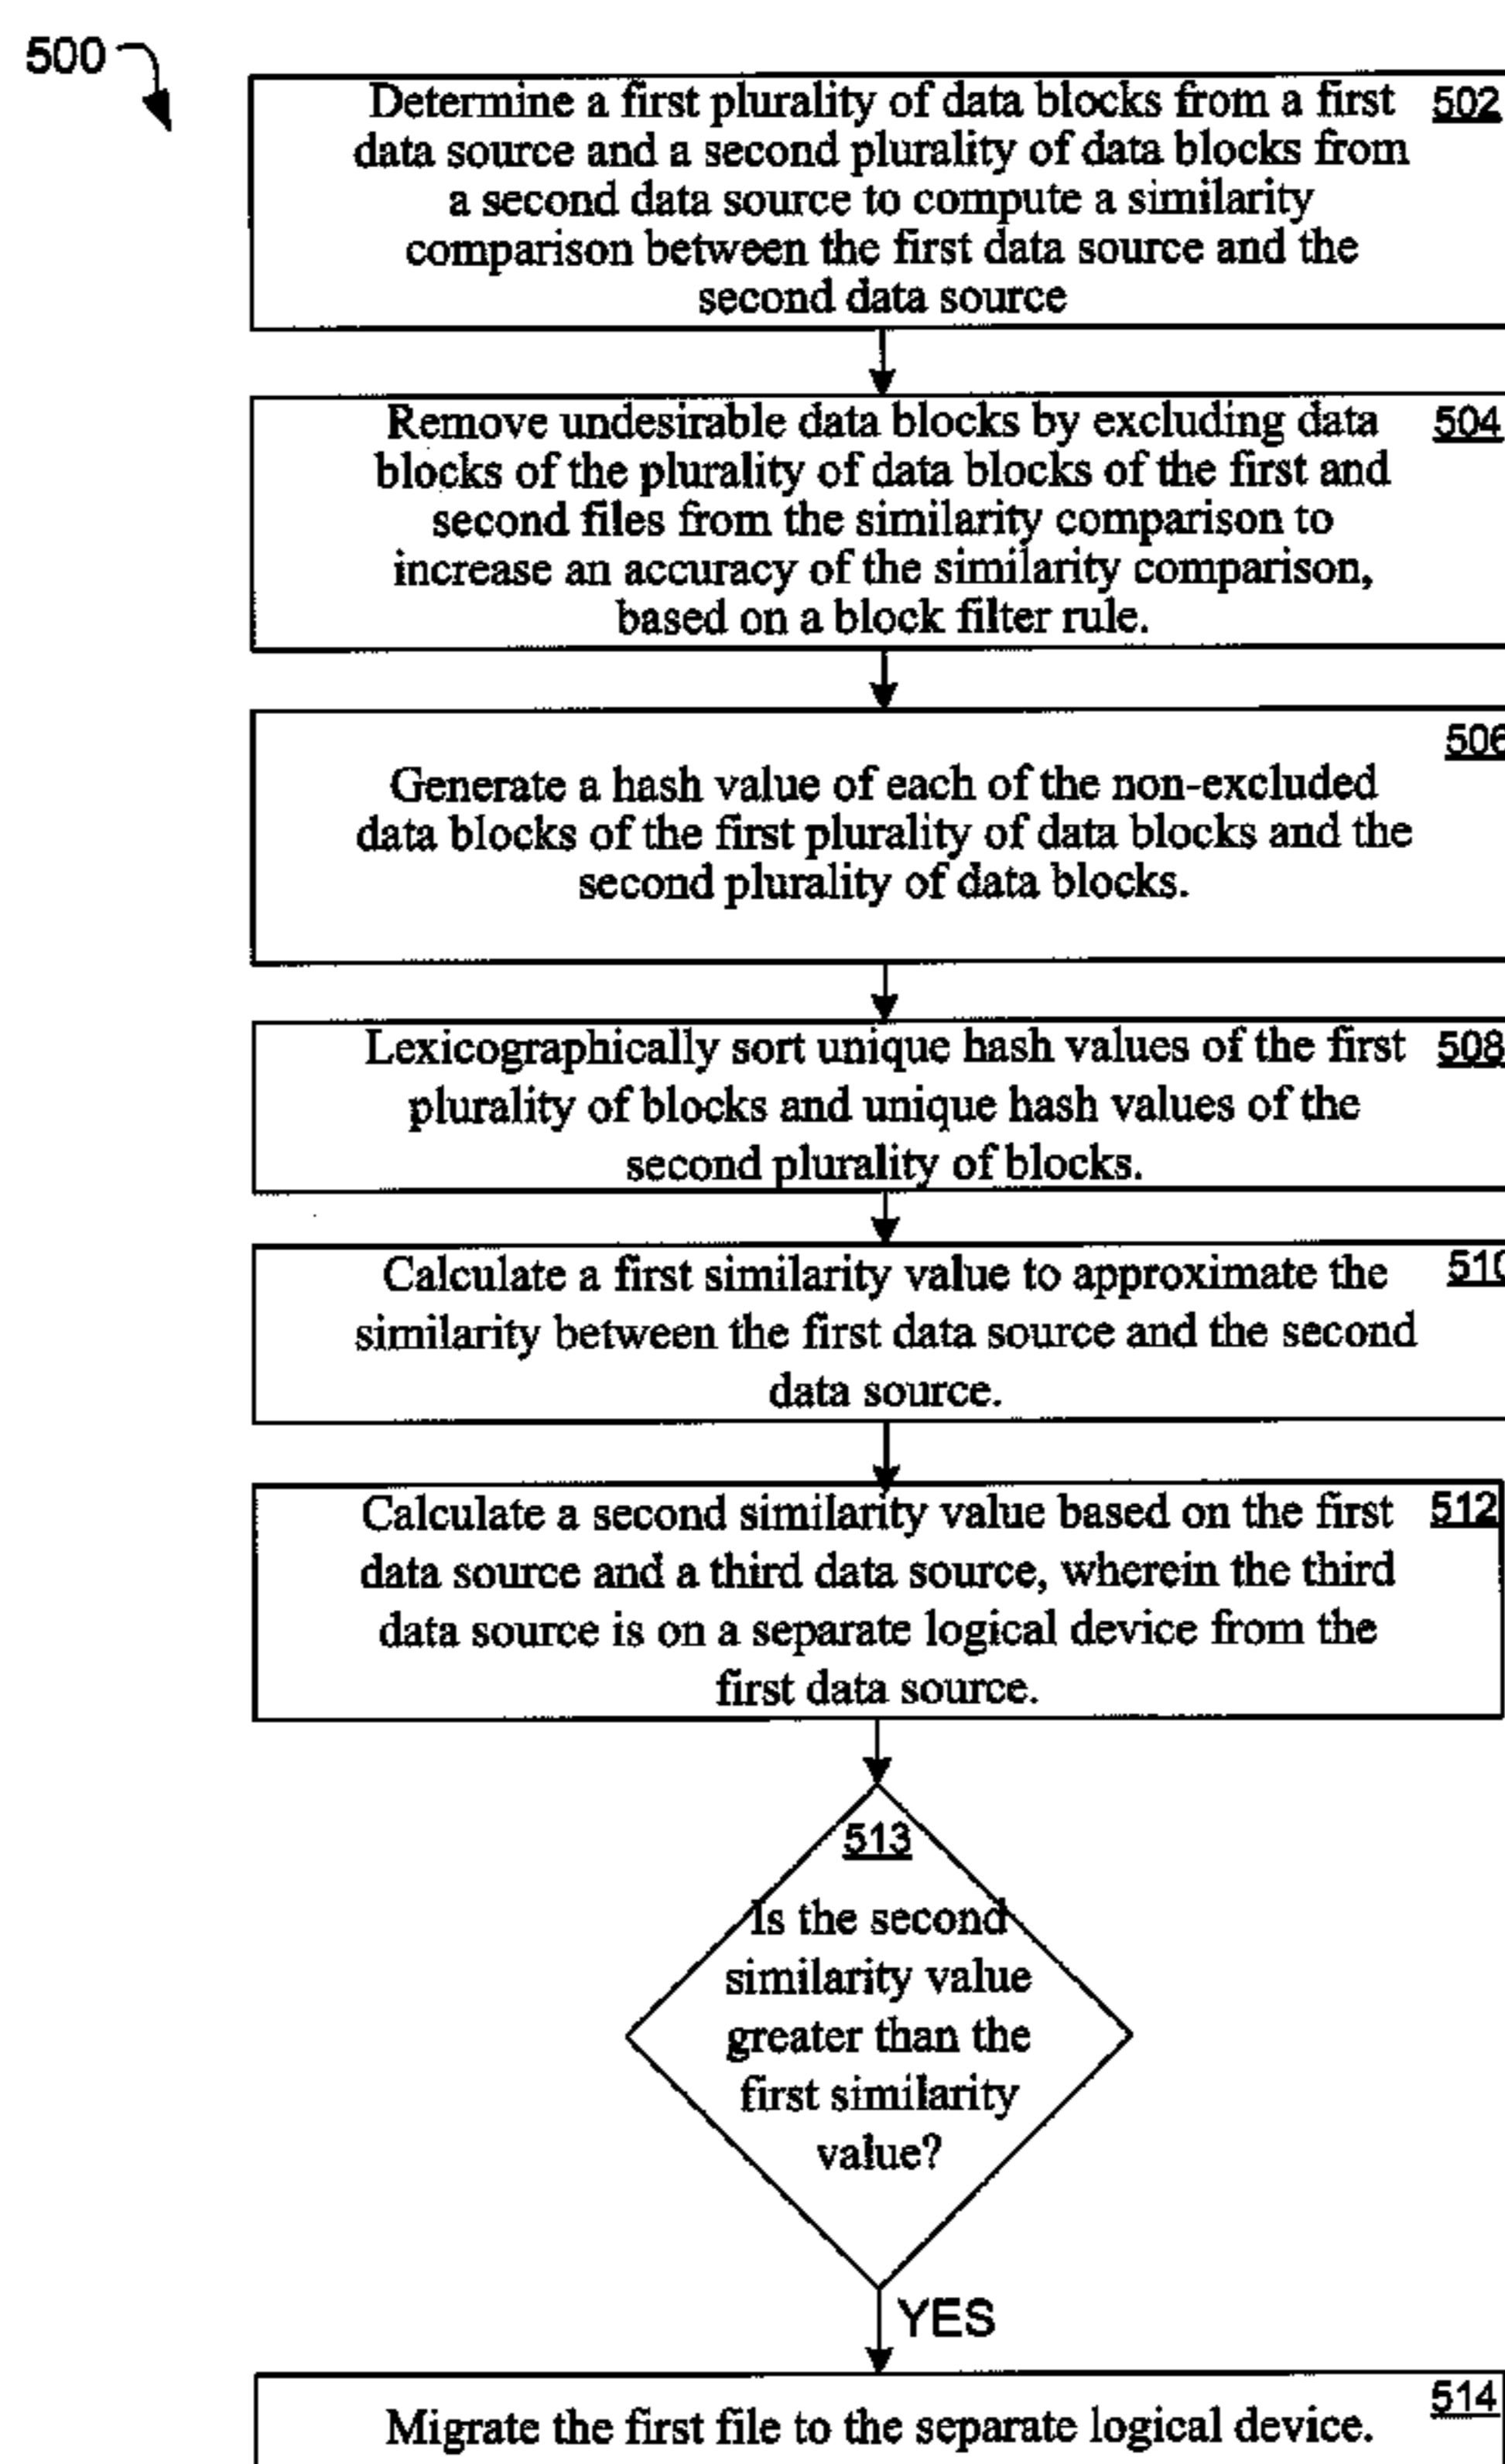 500
Determine a first plurality of data blocks from a first 502
data source and a second plurality of data blocks from
a second data source to compute a similarity
comparison between the first data source and the
second data source
Remove undesirable data blocks by excluding data 504
blocks of the plurality of data blocks of the first and
second files from the similarity comparison to
increase an accuracy of the similarity comparison,
based on a block filter rule.
506
Generate a hash value of each of the non-excluded
data blocks of the first plurality of data blocks and the
second plurality of data blocks.
Lexicographically sort unique hash values of the first 508
plurality of blocks and unique hash values of the
second plurality of blocks.
Calculate a first similarity value to approximate the 510
similarity between the first data source and the second
data source.
Calculate a second similarity value based on the first 512
data source and a third data source, wherein the third
data source is on a separate logical device from the
first data source.
513
Is the second
similarity value
greater than the
first similarity
value?
YES
Migrate the first file to the separate logical device. 514